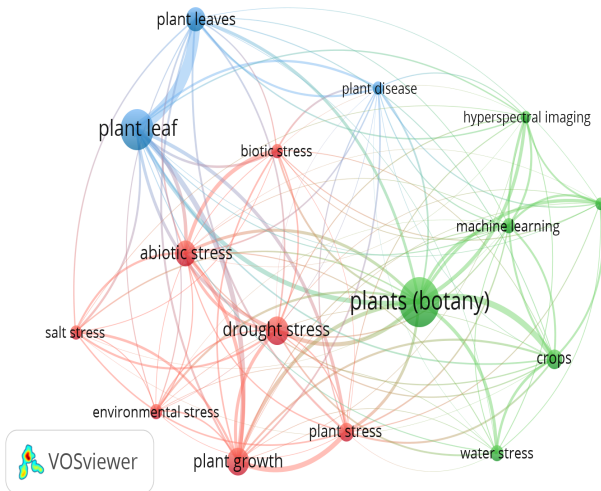 plant leaves
plant disease
hyperspectral imaging
plant leaf
biotic stress
machine learning
abiotic stress
plants (botany)
salt stress
drought stress
crops
environmental stress
plant stress
plant growth
water stress
VOSviewer